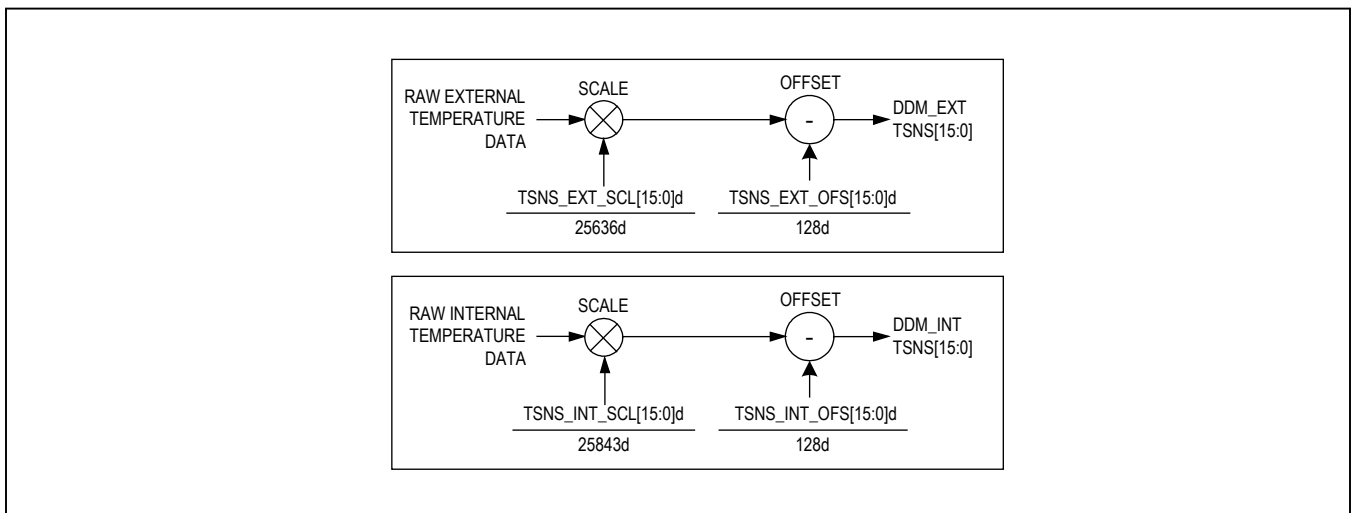 SCALE
OFFSET
RAW EXTERNAL
TEMPERATURE
DATA
-
DDM_EXT
TSNS[15:0]
TSNS_EXT_SCL[15:0]d
25636d
TSNS_EXT_OFS[15:0]d
128d
SCALE
OFFSET
RAW INTERNAL
TEMPERATURE
DATA
-
DDM_INT
TSNS[15:0]
TSNS_INT_SCL[15:0]d
25843d
TSNS_INT_OFS[15:0]d
128d